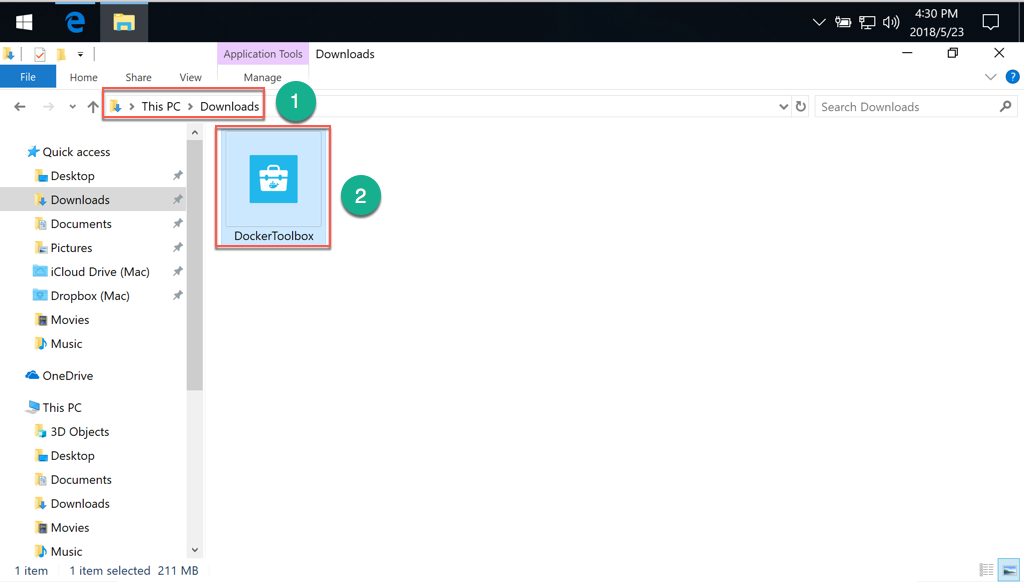 4:30 PM
2018/5/23
Application Tools Downloads
File Home Share View Manage
?
This PC > Downloads
1
Search Downloads
Quick access
Desktop
Downloads
Documents
Pictures
iCloud Drive (Mac)
Dropbox (Mac)
Movies
Music
OneDrive
This PC
3D Objects
Desktop
Documents
Downloads
Movies
Music
DockerToolbox
2
1 item 1 item selected 211 MB